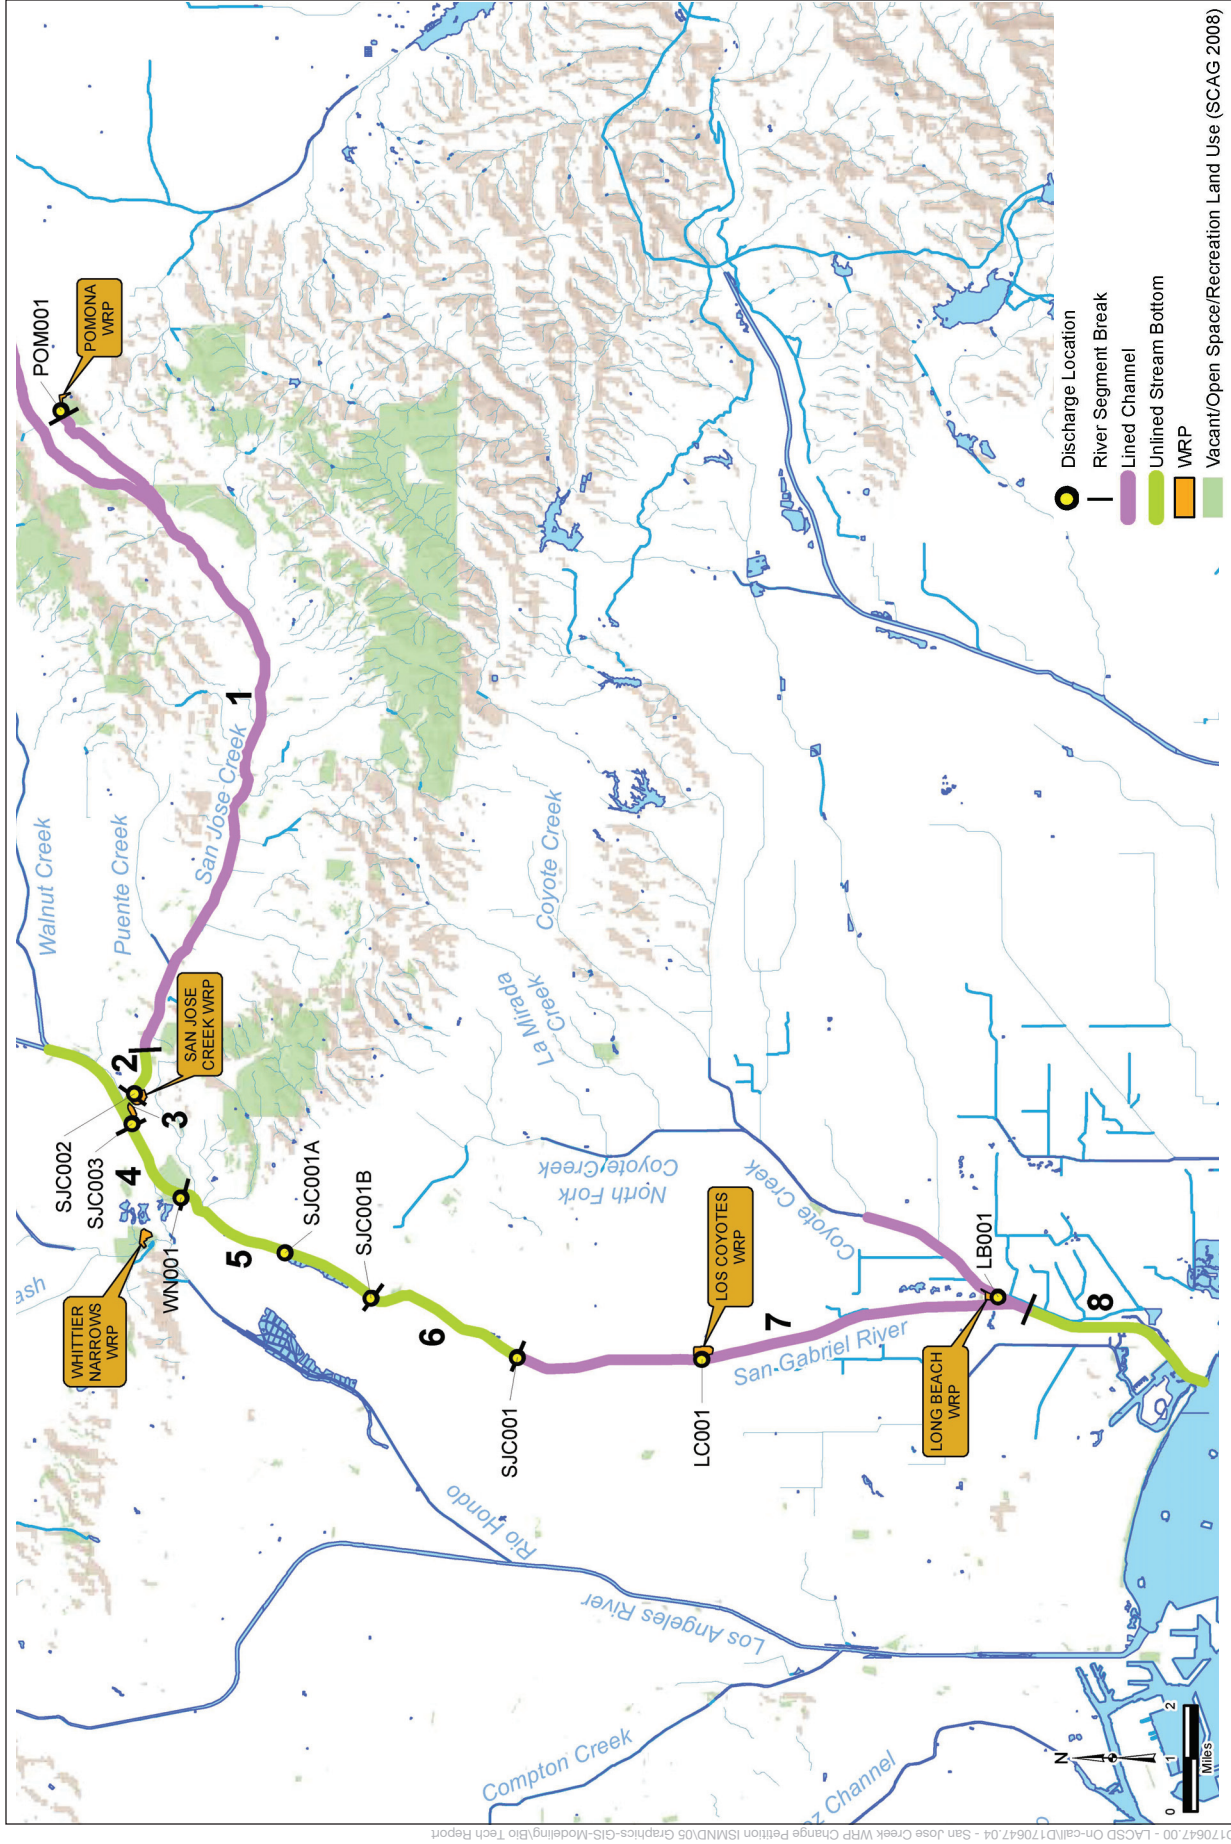 POM001
POMONA
WRP
Walnut Creek
Puente Creek
San Jose Creek
1
2
SAN JOSE
CREEK WRP
3
SJC002
SJC003
4
WHITTIER
NARROWS
WRP
WN001
5
SJC001A
SJC001B
6
SJC001
ash
Rio Hondo
Los Angeles River
Compton Creek
oz Channel
La Mirada
Creek
Coyote Creek
North Fork
Coyote Creek
Coyote Creek
LOS COYOTES
WRP
LC001
7
San Gabriel River
LONG BEACH
WRP
LB001
8
Discharge Location
River Segment Break
Lined Channel
Unlined Stream Bottom
WRP
Vacant/Open Space/Recreation Land Use (SCAG 2008)
N
0 1 2
Miles
170647.00 - LACSD On-call\D170647.04 - San Jose Creek WRP Change Petition ISMND\05 Graphics-GIS-Modeling\Bio Tech Report